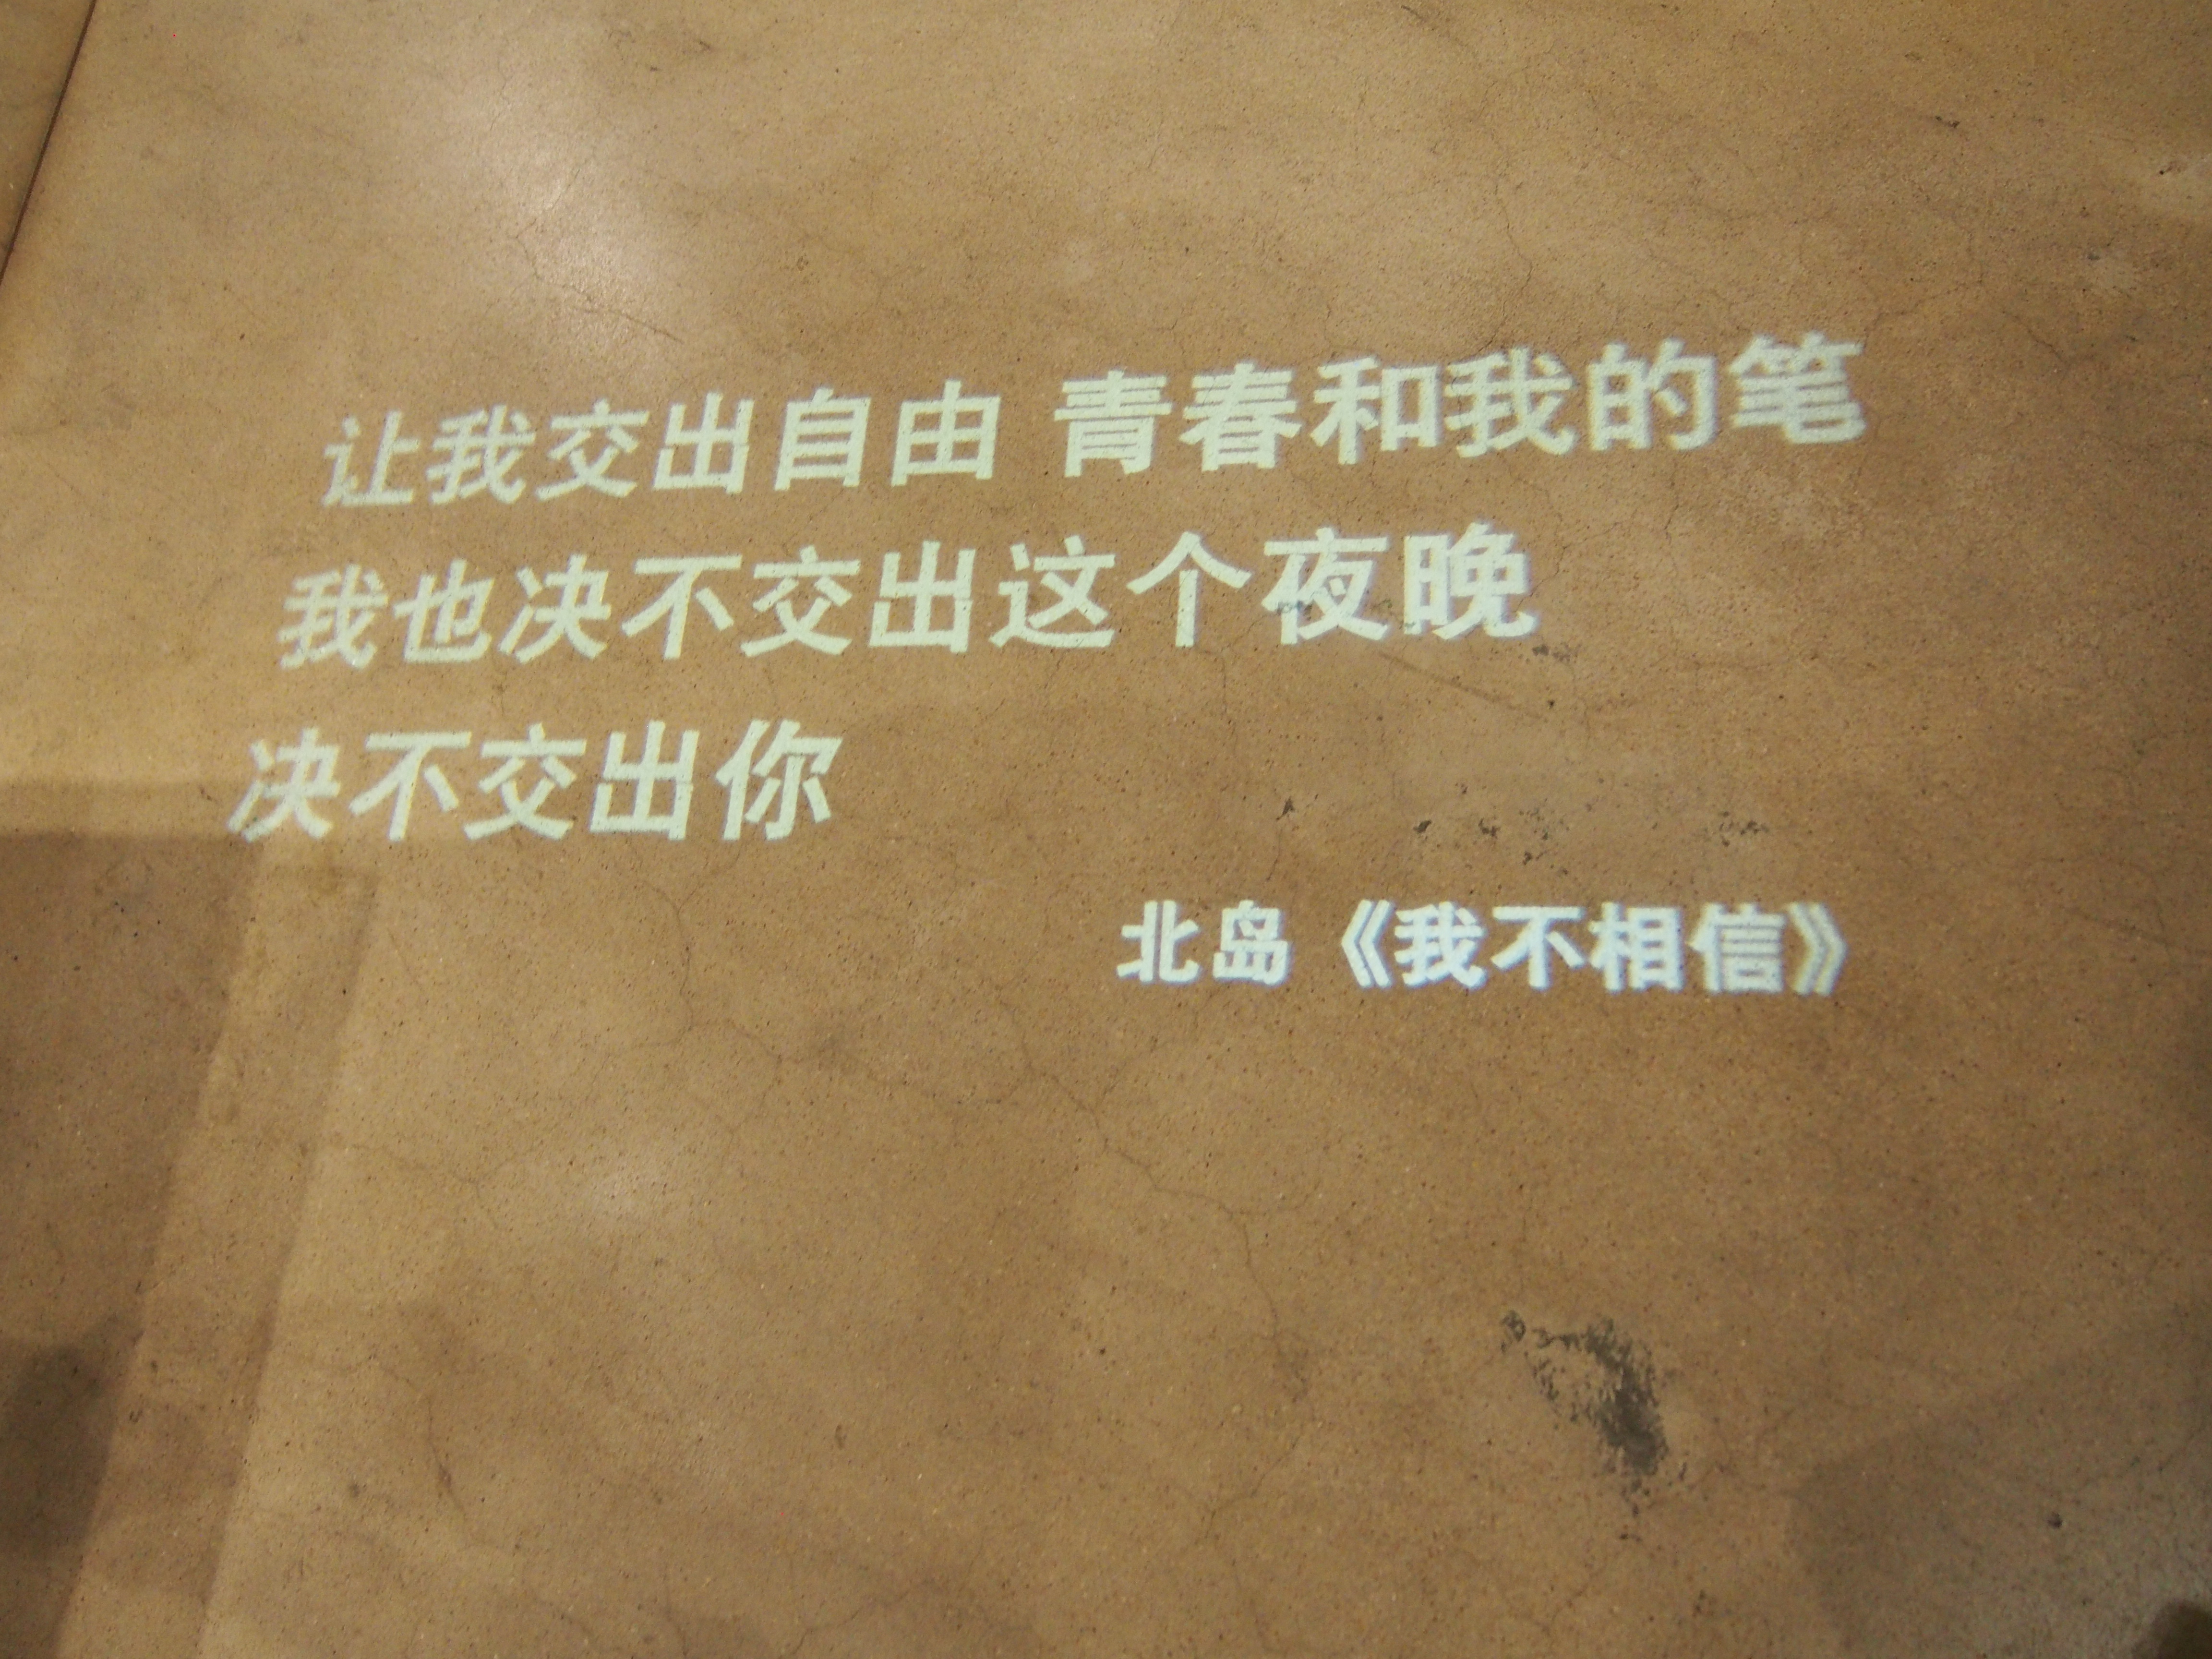 让我交出自由 青春和我的笔
我也决不交出这个夜晚
决不交出你
北岛《我不相信》